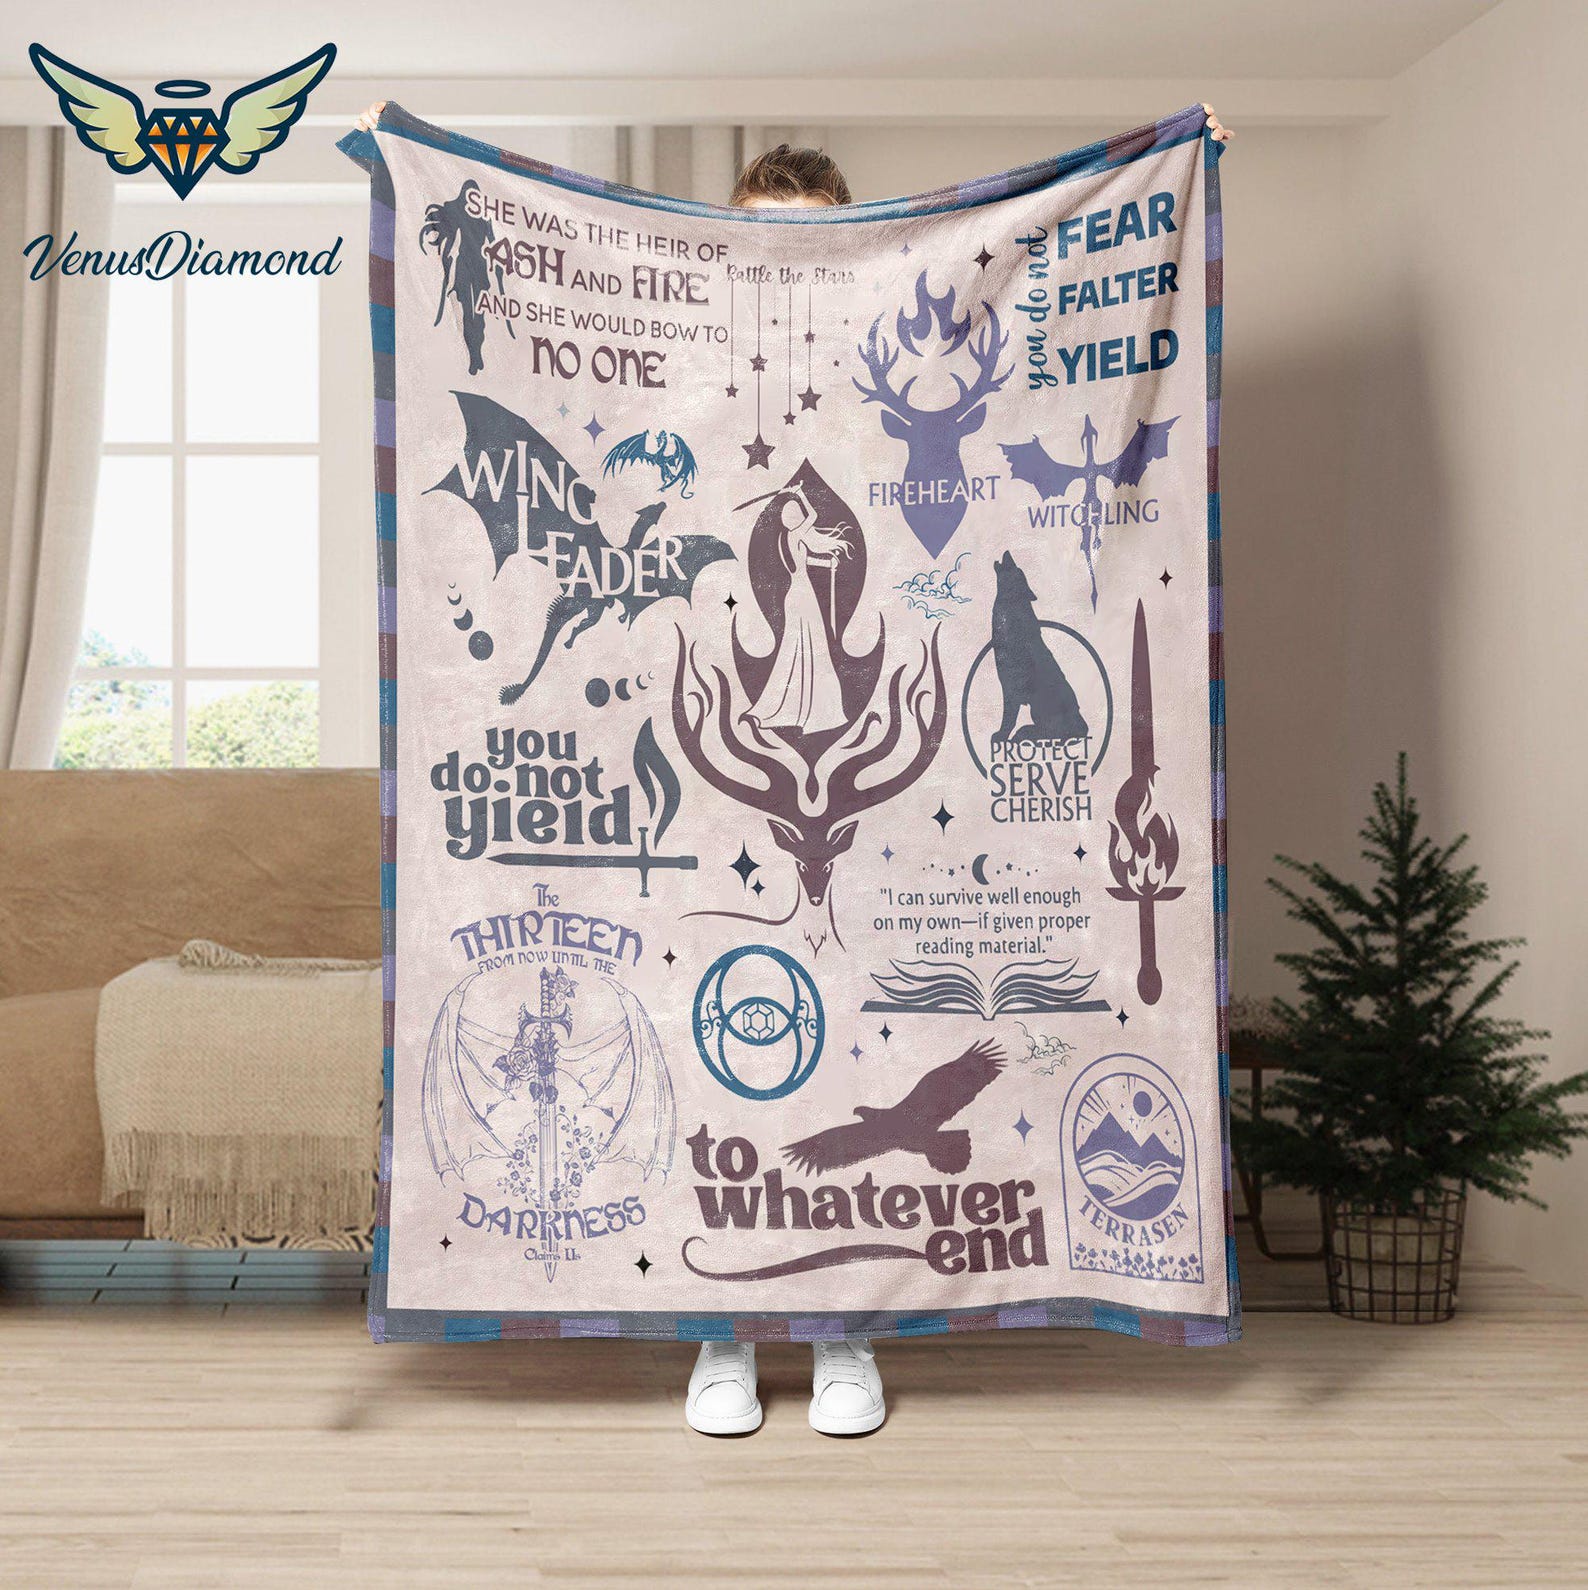 VenusDiamond
SHE WAS THE HEIR OF
ASH AND FIRE
AND SHE WOULD BOW TO
NO ONE
Rattle the Stars
you do not
FEAR
FALTER
YIELD
WING
LEADER
FIREHEART
WITCHLING
you
do not
yield
PROTECT
SERVE
CHERISH
"I can survive well enough
on my own—if given proper
reading material."
The
THIRTEEN
FROM NOW UNTIL THE
DARKNESS
Claims Us
to
whatever
end
TERRASEN